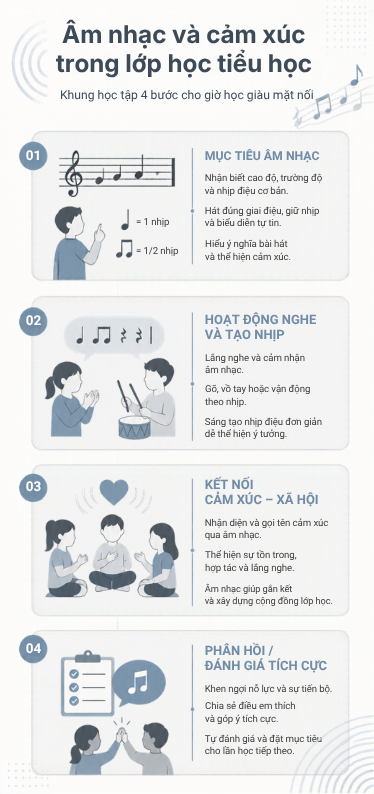 Âm nhạc và cảm xúc
trong lớp học tiểu học
Khung học tập 4 bước cho giờ học giàu mặt nối
01
MỤC TIÊU ÂM NHẠC
Nhận biết cao độ, trường độ
và nhịp điệu cơ bản.
Hát đúng giai điệu, giữ nhịp
và biểu diễn tự tin.
Hiểu ý nghĩa bài hát
và thể hiện cảm xúc.
= 1 nhịp
= 1/2 nhịp
02
HOẠT ĐỘNG NGHE
VÀ TẠO NHỊP
Lắng nghe và cảm nhận
âm nhạc.
Gõ, vỗ tay hoặc vận động
theo nhịp.
Sáng tạo nhịp điệu đơn giản
dễ thể hiện ý tưởng.
03
KẾT NỐI
CẢM XÚC – XÃ HỘI
Nhận diện và gọi tên cảm xúc
qua âm nhạc.
Thể hiện sự tồn trong,
hợp tác và lắng nghe.
Âm nhạc giúp gắn kết
và xây dựng cộng đồng lớp học.
04
PHẢN HỒI /
ĐÁNH GIÁ TÍCH CỰC
Khen ngợi nỗ lực và sự tiến bộ.
Chia sẻ điều em thích
và góp ý tích cực.
Tự đánh giá và đặt mục tiêu
cho lần học tiếp theo.